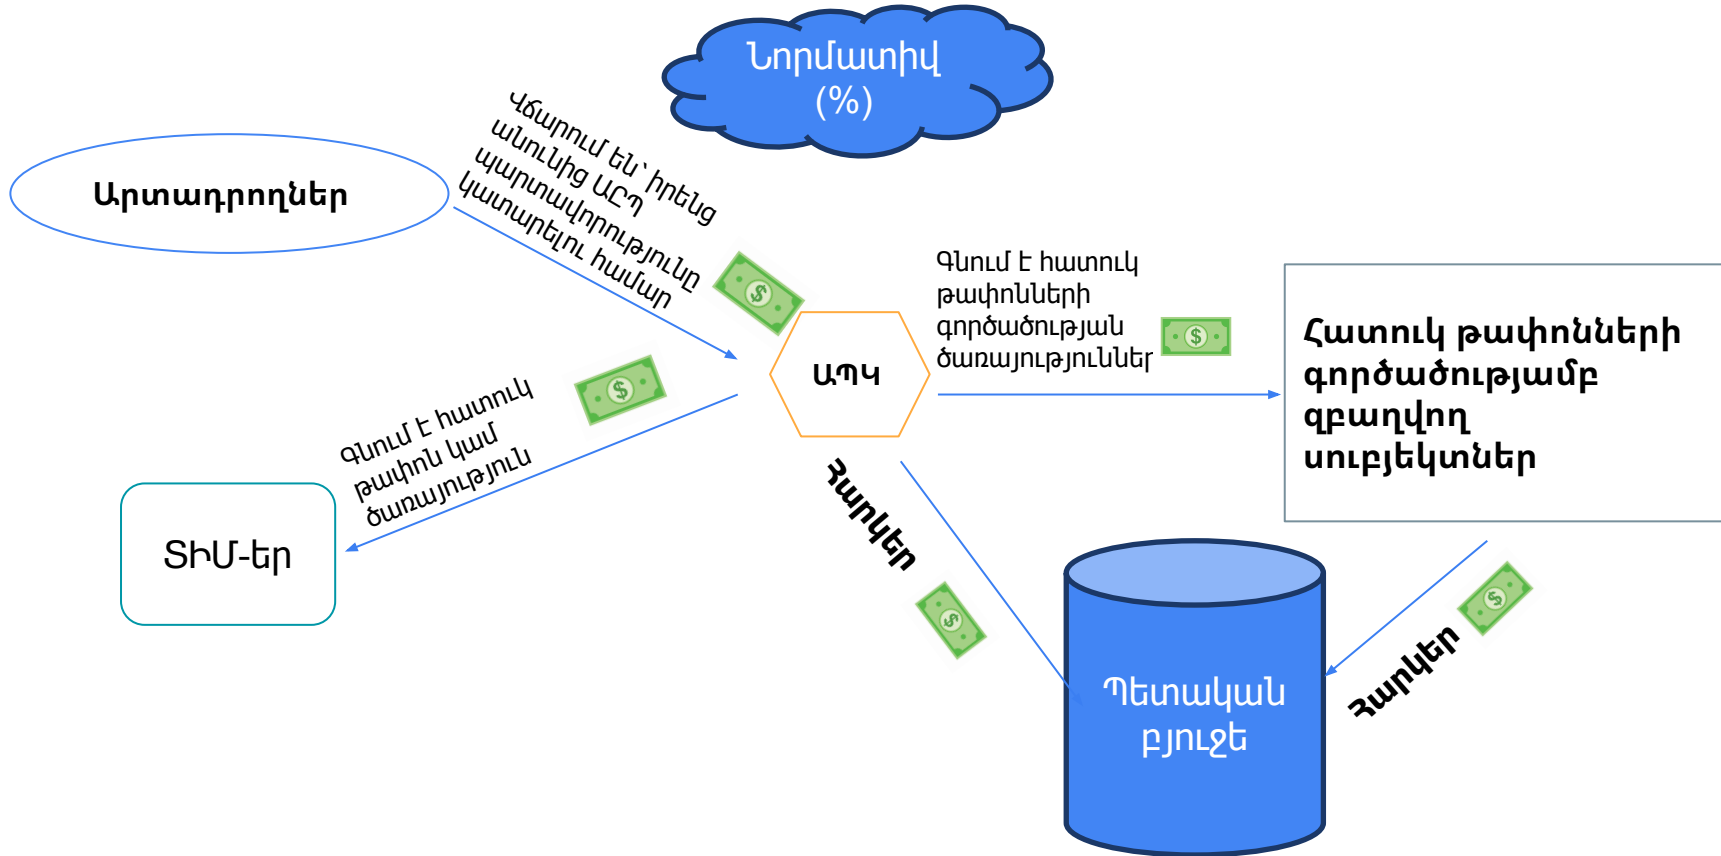 Նորմատիվ
(%)
Վճարում են՝ իրենց
անունից ԱԸՊ
պարտավորությունը
կատարելու համար
Արտադրողներ
Գնում է հատուկ
թափոնների
գործածության
ծառայություններ
Հատուկ թափոնների
գործածությամբ
զբաղվող
սուբյեկտներ
ԱՊԿ
Գնում է հատուկ
թափոն կամ
ծառայություն
ՏԻՄ-եր
Հարկեր
Հարկեր
Պետական
բյուջե